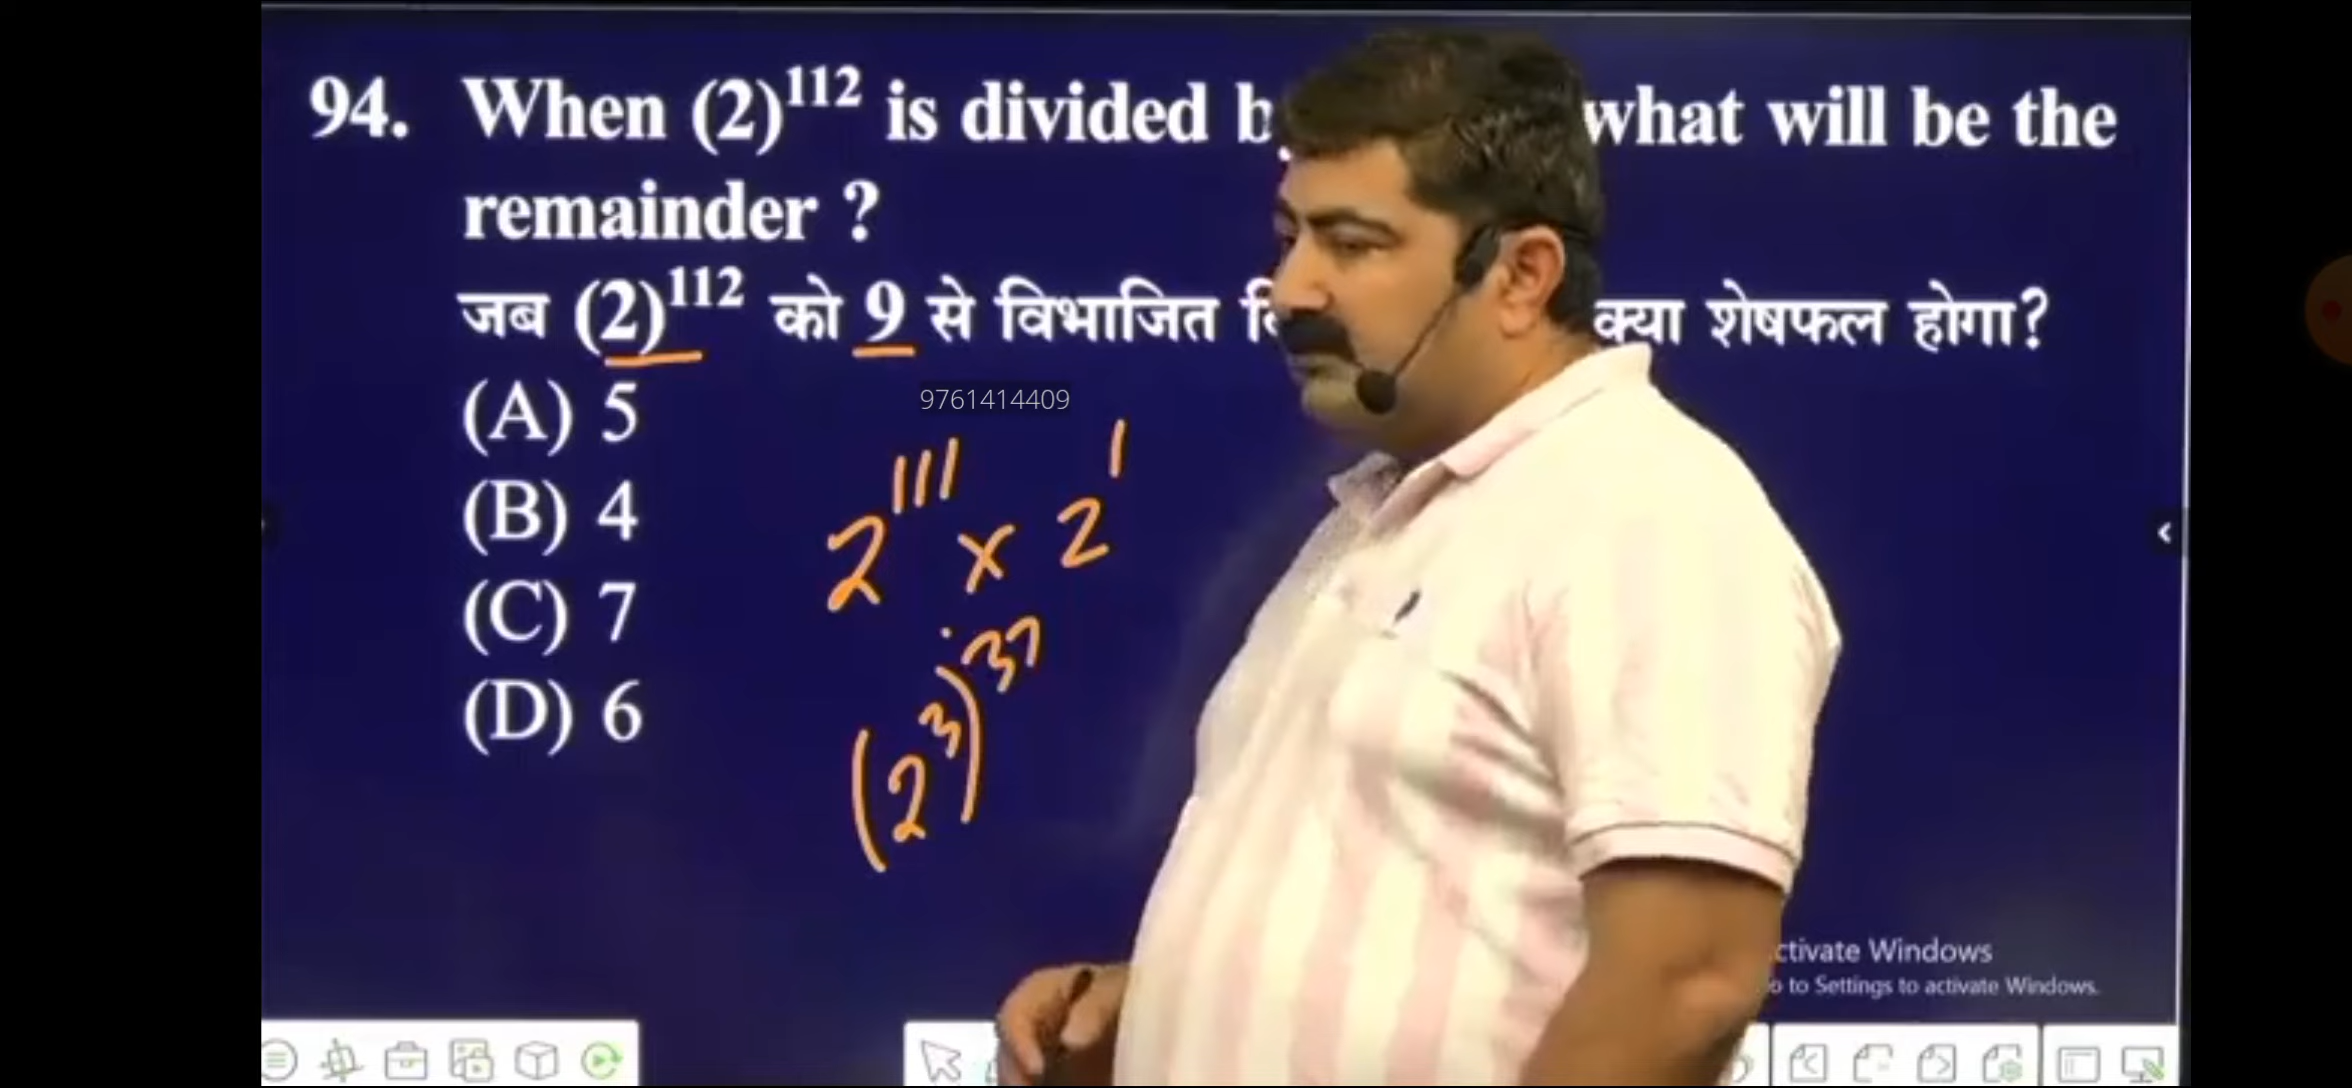 94. When (2)¹¹² is divided what will be the
remainder ?
जब (2)¹¹² को 9 से विभाजित क्या शेषफल होगा?
(A) 5
(B) 4
(C) 7
(D) 6
9761414409
2¹¹¹ x 2¹
(2³)³⁷
Windows
to Settings to activate Windows.